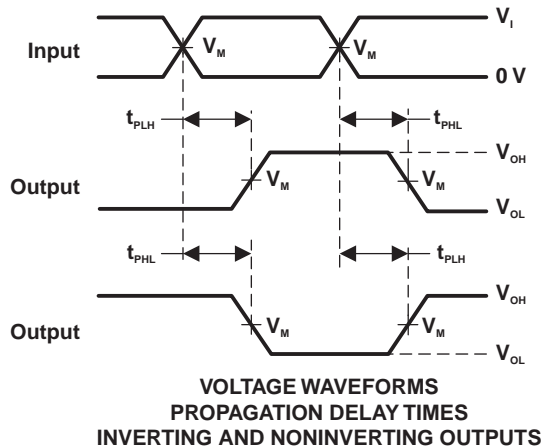 V_I
Input
V_M
V_M
0 V
t_PLH
t_PHL
V_OH
Output
V_M
V_M
V_OL
t_PHL
t_PLH
V_OH
Output
V_M
V_M
V_OL
VOLTAGE WAVEFORMS
PROPAGATION DELAY TIMES
INVERTING AND NONINVERTING OUTPUTS